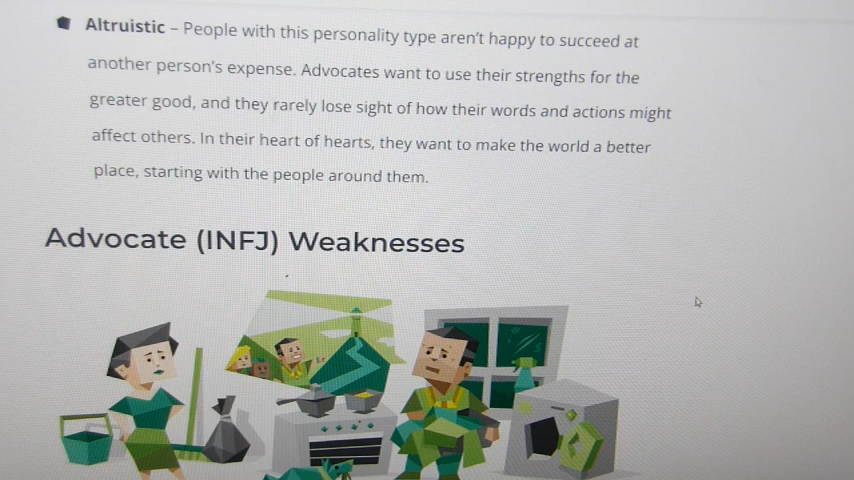 Altruistic – People with this personality type aren't happy to succeed at
another person's expense. Advocates want to use their strengths for the
greater good, and they rarely lose sight of how their words and actions might
affect others. In their heart of hearts, they want to make the world a better
place, starting with the people around them.
Advocate (INFJ) Weaknesses